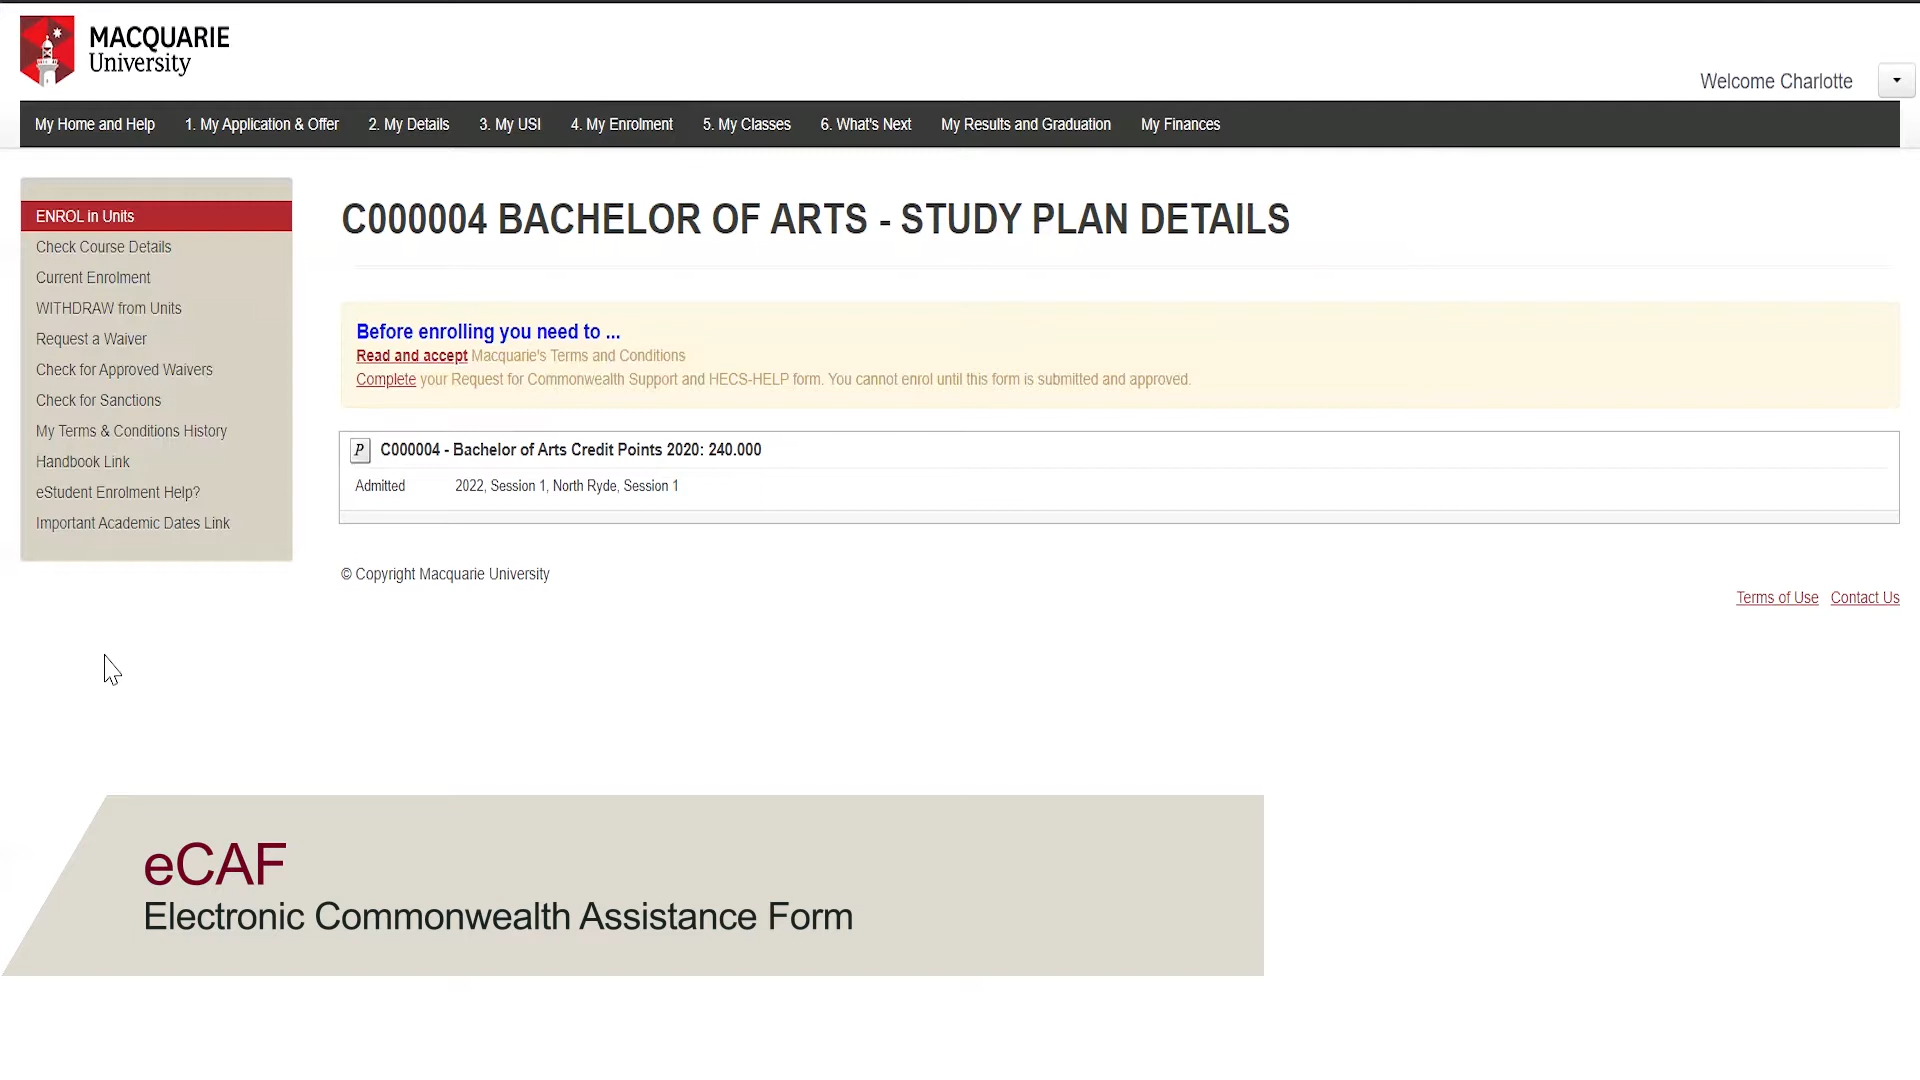 MACQUARIE
University
Welcome Charlotte
My Home and Help 1. My Application & Offer 2. My Details 3. My USI 4. My Enrolment 5. My Classes 6. What's Next My Results and Graduation My Finances
ENROL in Units
Check Course Details
Current Enrolment
WITHDRAW from Units
Request a Waiver
Check for Approved Waivers
Check for Sanctions
My Terms & Conditions History
Handbook Link
eStudent Enrolment Help?
Important Academic Dates Link
C000004 BACHELOR OF ARTS - STUDY PLAN DETAILS
Before enrolling you need to ...
Read and accept Macquarie's Terms and Conditions
Complete your Request for Commonwealth Support and HECS-HELP form. You cannot enrol until this form is submitted and approved.
P C000004 - Bachelor of Arts Credit Points 2020: 240.000
Admitted 2022, Session 1, North Ryde, Session 1
© Copyright Macquarie University
Terms of Use Contact Us
eCAF
Electronic Commonwealth Assistance Form